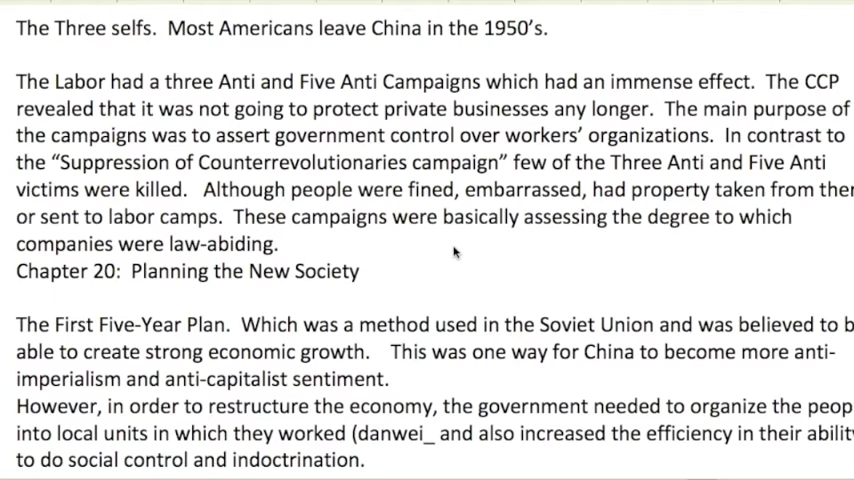 The Three selfs.  Most Americans leave China in the 1950's.
The Labor had a three Anti and Five Anti Campaigns which had an immense effect.  The CCP
revealed that it was not going to protect private businesses any longer.  The main purpose of
the campaigns was to assert government control over workers' organizations.  In contrast to
the “Suppression of Counterrevolutionaries campaign” few of the Three Anti and Five Anti
victims were killed.   Although people were fined, embarrassed, had property taken from
or sent to labor camps.  These campaigns were basically assessing the degree to which
companies were law-abiding.
Chapter 20:  Planning the New Society
The First Five-Year Plan.  Which was a method used in the Soviet Union and was believed to
able to create strong economic growth.    This was one way for China to become more anti-
imperialism and anti-capitalist sentiment.
However, in order to restructure the economy, the government needed to organize the
into local units in which they worked (danwei_ and also increased the efficiency in their
to do social control and indoctrination.